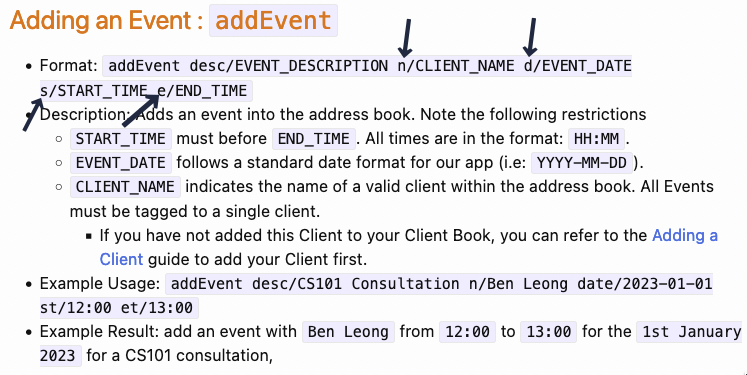 Adding an Event : addEvent
• Format: addEvent desc/EVENT_DESCRIPTION n/CLIENT_NAME d/EVENT_DATE
s/START_TIME e/END_TIME
• Description: Adds an event into the address book. Note the following restrictions
◦ START_TIME must before END_TIME. All times are in the format: HH:MM.
◦ EVENT_DATE follows a standard date format for our app (i.e: YYYY-MM-DD).
◦ CLIENT_NAME indicates the name of a valid client within the address book. All Events
must be tagged to a single client.
▪ If you have not added this Client to your Client Book, you can refer to the Adding a
Client guide to add your Client first.
• Example Usage: addEvent desc/CS101 Consultation n/Ben Leong date/2023-01-01
st/12:00 et/13:00
• Example Result: add an event with Ben Leong from 12:00 to 13:00 for the 1st January
2023 for a CS101 consultation,